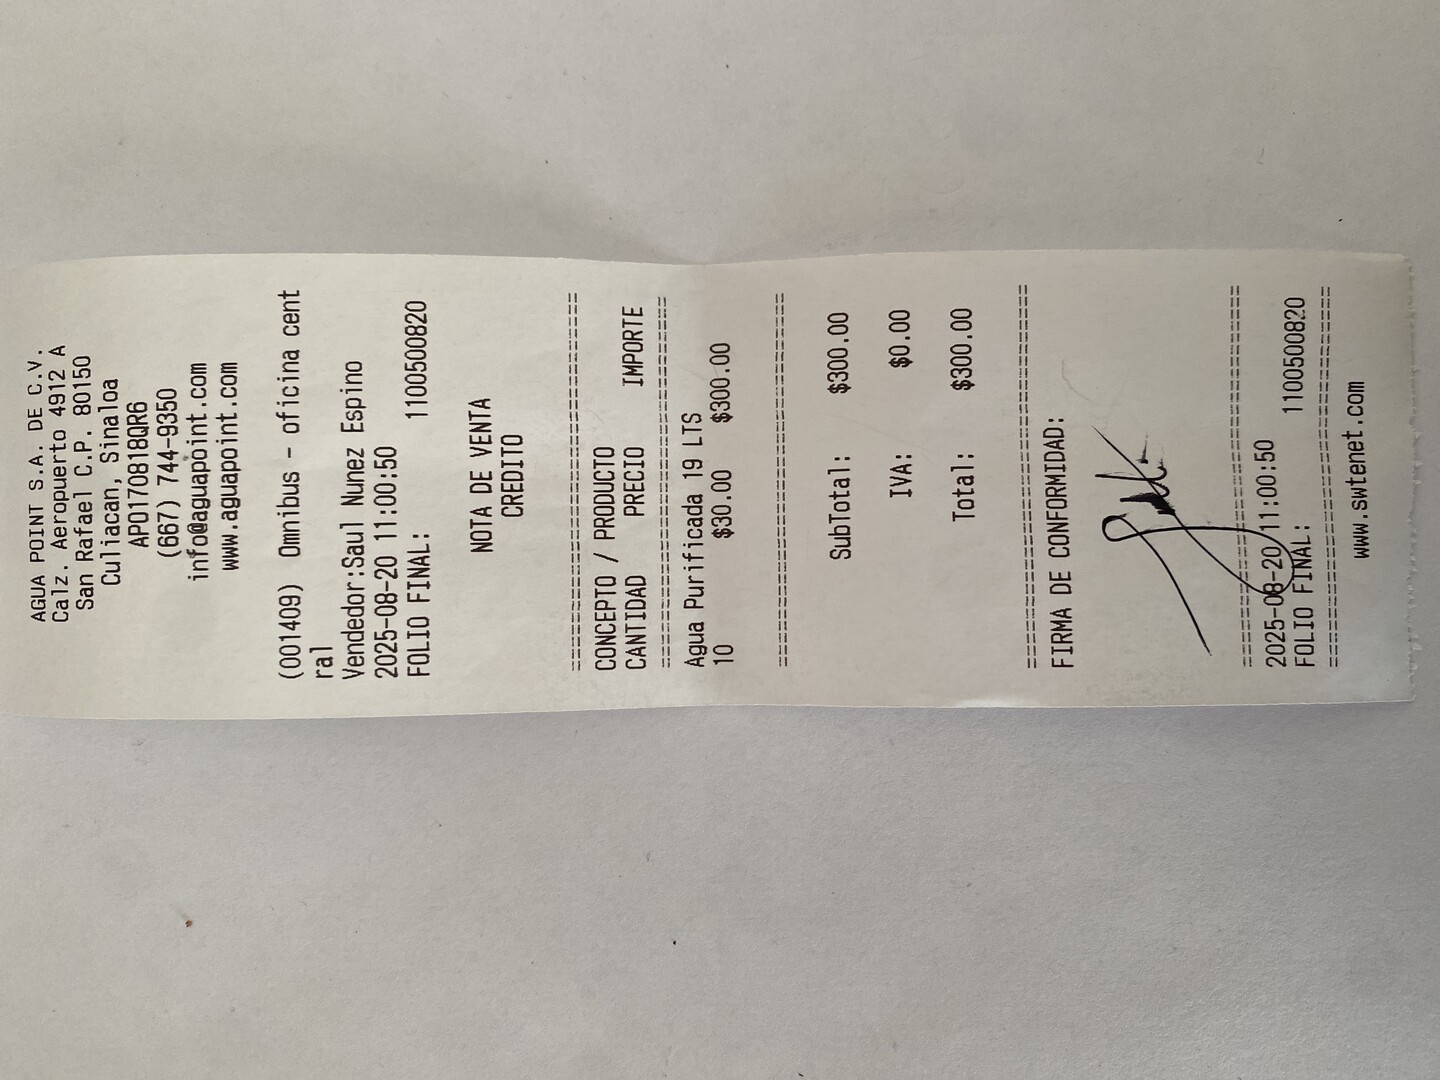 AGUA POINT S.A. DE C.V.
Calz. Aeropuerto 4912 A
San Rafael C.P. 80150
Culiacan, Sinaloa
APO170818QR6
(667) 744-9350
info@aguapoint.com
www.aguapoint.com
(001409) Omnibus - oficina cent
ral
Vendedor:Saul Nunez Espino
2025-08-20 11:00:50
FOLIO FINAL: 1100500820
NOTA DE VENTA
CREDITO
==============================
CONCEPTO / PRODUCTO
CANTIDAD PRECIO IMPORTE
==============================
Agua Purificada 19 LTS
10 $30.00 $300.00
==============================
SubTotal: $300.00
IVA: $0.00
Total: $300.00
==============================
FIRMA DE CONFORMIDAD:
==============================
2025-08-20 11:00:50
FOLIO FINAL: 1100500820
==============================
www.swtenet.com